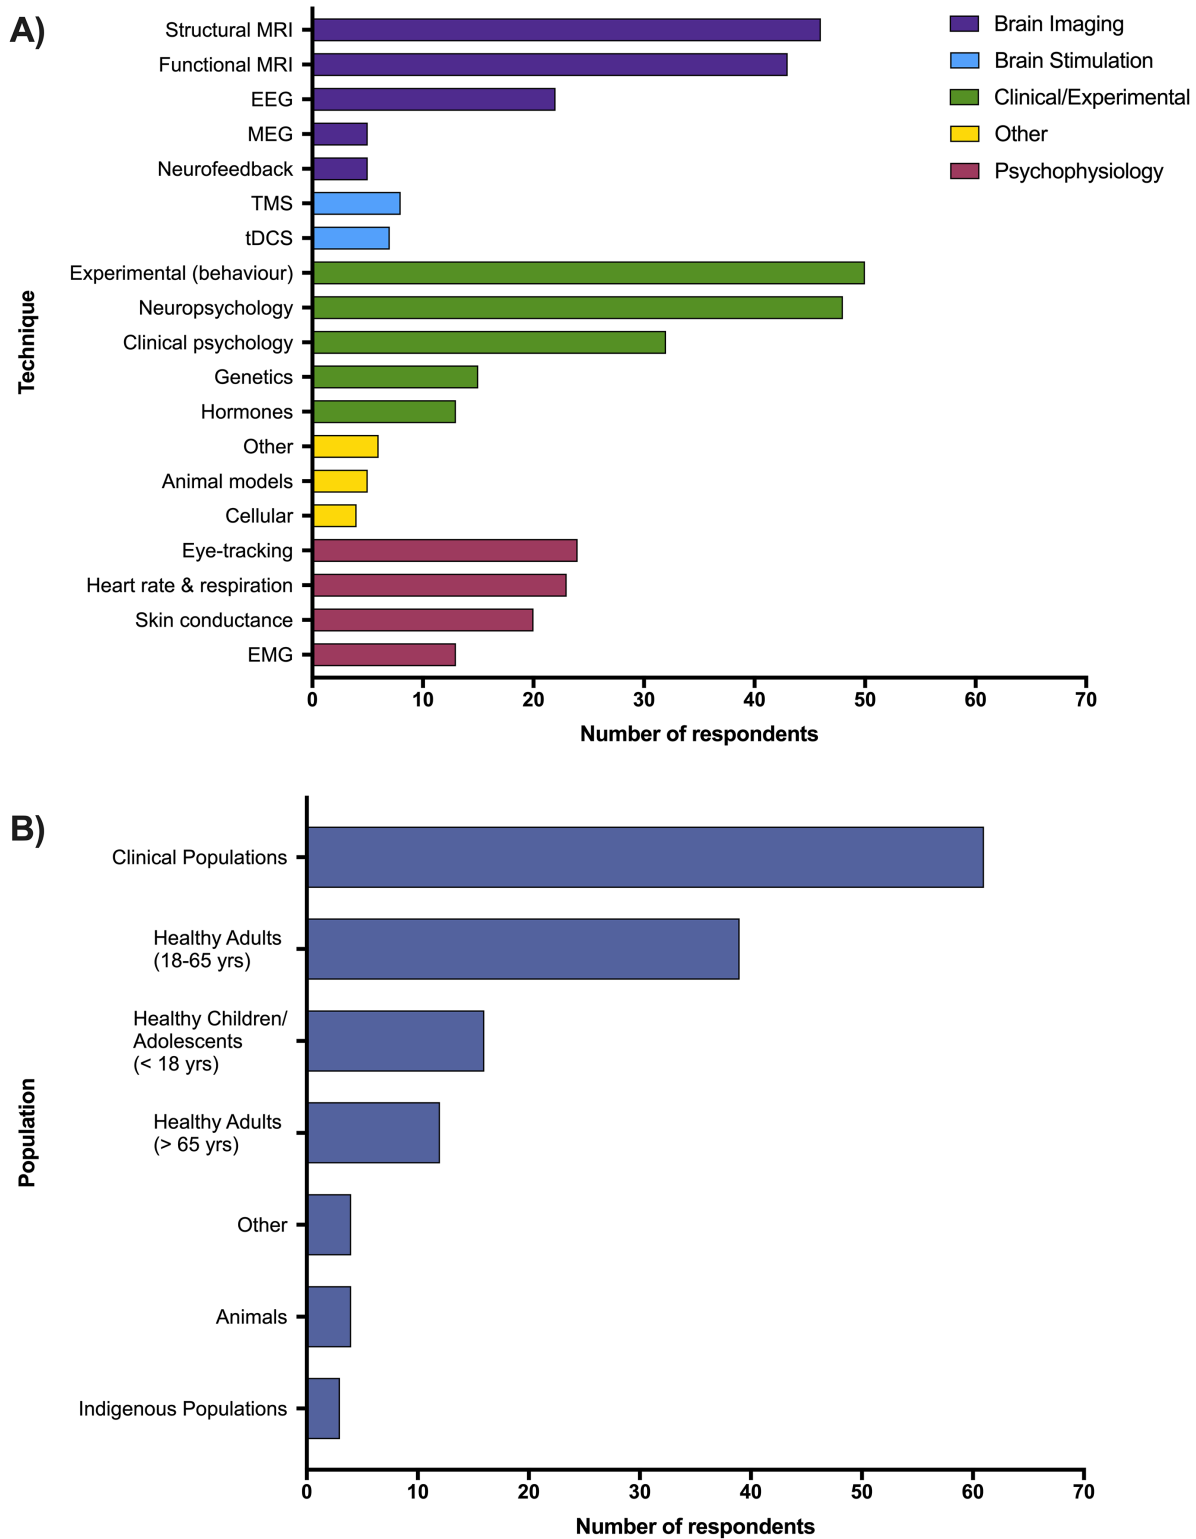 A)
Structural MRI
Functional MRI
EEG
MEG
Neurofeedback
TMS
tDCS
Experimental (behaviour)
Neuropsychology
Clinical psychology
Genetics
Hormones
Other
Animal models
Cellular
Eye-tracking
Heart rate & respiration
Skin conductance
EMG
Technique
0 10 20 30 40 50 60 70
Number of respondents
Brain Imaging
Brain Stimulation
Clinical/Experimental
Other
Psychophysiology
B)
Clinical Populations
Healthy Adults
(18-65 yrs)
Healthy Children/
Adolescents
(< 18 yrs)
Healthy Adults
(> 65 yrs)
Other
Animals
Indigenous Populations
Population
0 10 20 30 40 50 60 70
Number of respondents